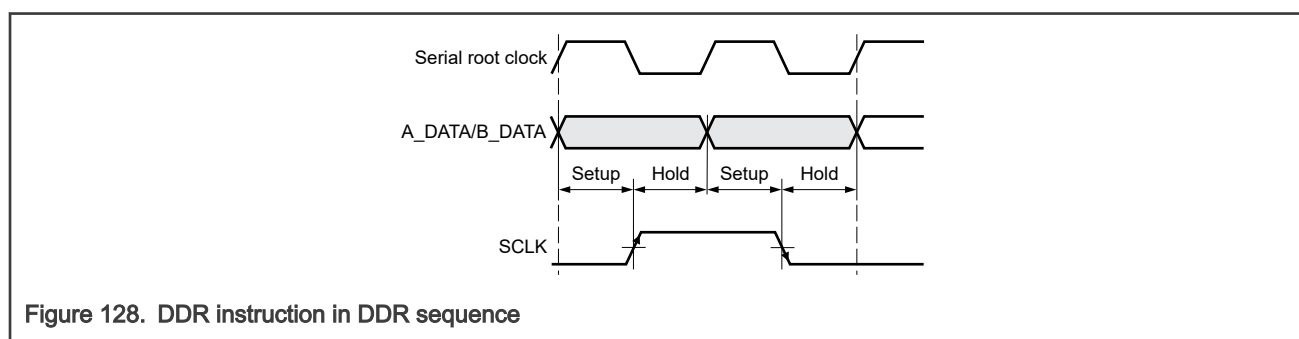 Serial root clock
A_DATA/B_DATA
Setup Hold Setup Hold
SCLK
Figure 128. DDR instruction in DDR sequence